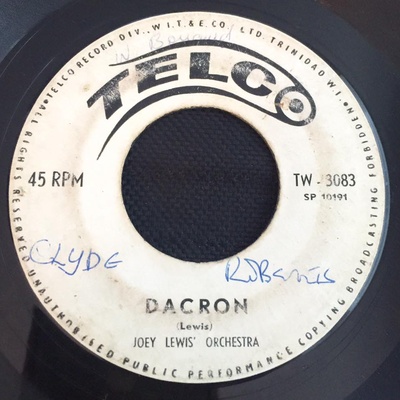 TELCO RECORD DIV., W.I.T. & E. CO. LTD., TRINIDAD W.I.
TELCO
45 RPM
TW - 3083
SP 10191
CLYDE
DACRON
(Lewis)
JOEY LEWIS' ORCHESTRA
ALL RIGHTS RESERVED UNAUTHORISED PUBLIC PERFORMANCE COPYING BROADCASTING FORBIDDEN